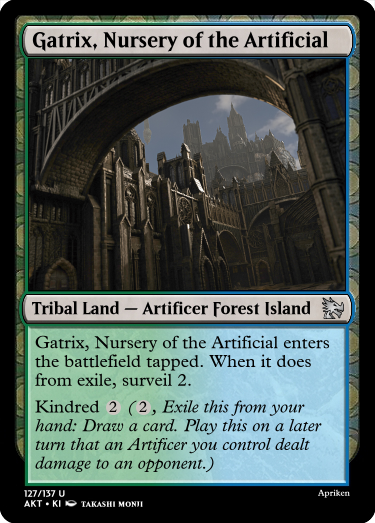 Gatrix, Nursery of the Artificial
Tribal Land — Artificer Forest Island
Gatrix, Nursery of the Artificial enters
the battlefield tapped. When it does
from exile, surveil 2.
Kindred 2 (2, Exile this from your
hand: Draw a card. Play this on a later
turn that an Artificer you control dealt
damage to an opponent.)
127/137 U
AKT • KI TAKASHI MONJI
Apriken